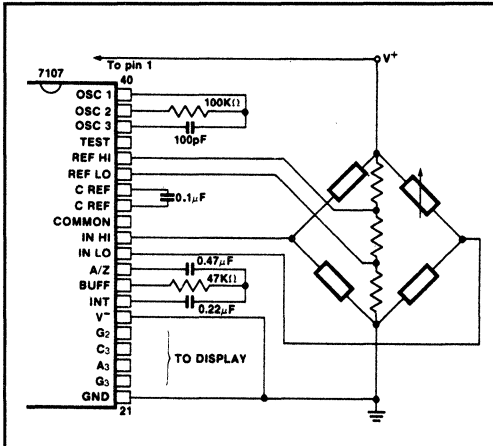 To pin 1
V+
7107
40
OSC 1
OSC 2
100KΩ
OSC 3
100pF
TEST
REF HI
REF LO
C REF
0.1μF
C REF
COMMON
IN HI
IN LO
0.47μF
A/Z
BUFF
47KΩ
INT
0.22μF
V−
G2
C3
TO DISPLAY
A3
G3
GND
21